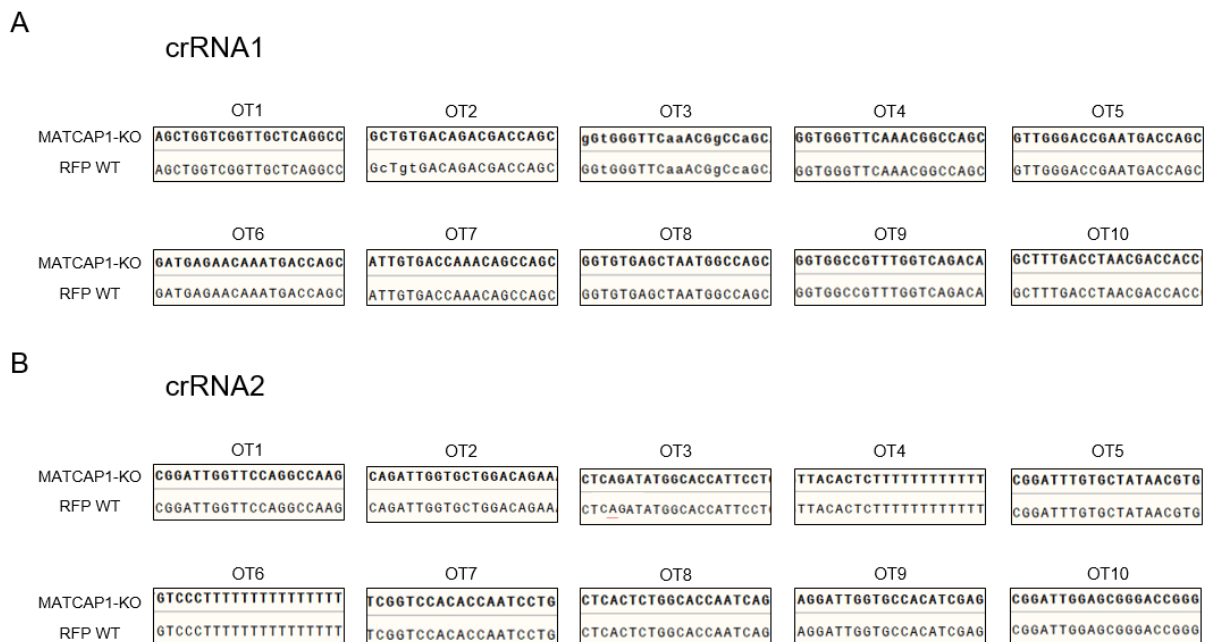 A
crRNA1
OT1 OT2 OT3 OT4 OT5
MATCAP1-KO AGCTGGTCGGTTGCTCAGGCC GCTGTGACAGACGACCAGC gGtGGGTTCaaACGgCCaGC GGTGGGTTCAAACGGCCAGC GTTGGGACCGAATGACCAGC
RFP WT AGCTGGTCGGTTGCTCAGGCC GcTgtGACAGACGACCAGC GGtGGGTTCaaACGgCcaGC GGTGGGTTCAAACGGCCAGC GTTGGGACCGAATGACCAGC
OT6 OT7 OT8 OT9 OT10
MATCAP1-KO GATGAGAACAAATGACCAGC ATTGTGACCAAACAGCCAGC GGTGTGAGCTAATGGCCAGC GGTGGCCGTTTGGTCAGACA GCTTTGACCTAACGACCACC
RFP WT GATGAGAACAAATGACCAGC ATTGTGACCAAACAGCCAGC GGTGTGAGCTAATGGCCAGC GGTGGCCGTTTGGTCAGACA GCTTTGACCTAACGACCACC
B
crRNA2
OT1 OT2 OT3 OT4 OT5
MATCAP1-KO CGGATTGGTTCCAGGCCAAG CAGATTGGTGCTGGACAGAA CTCAGATATGGCACCATTCCT TTACACTCTTTTTTTTTTTT CGGATTTGTGCTATAACGTG
RFP WT CGGATTGGTTCCAGGCCAAG CAGATTGGTGCTGGACAGAA CTCAGATATGGCACCATTCCT TTACACTCTTTTTTTTTTTT CGGATTTGTGCTATAACGTG
OT6 OT7 OT8 OT9 OT10
MATCAP1-KO GTCCCTTTTTTTTTTTTTTT TCGGTCCACACCAATCCTG CTCACTCTGGCACCAATCAG AGGATTGGTGCCACATCGAG CGGATTGGAGCGGGACCGGG
RFP WT GTCCCTTTTTTTTTTTTTTT TCGGTCCACACCAATCCTG CTCACTCTGGCACCAATCAG AGGATTGGTGCCACATCGAG CGGATTGGAGCGGGACCGGG